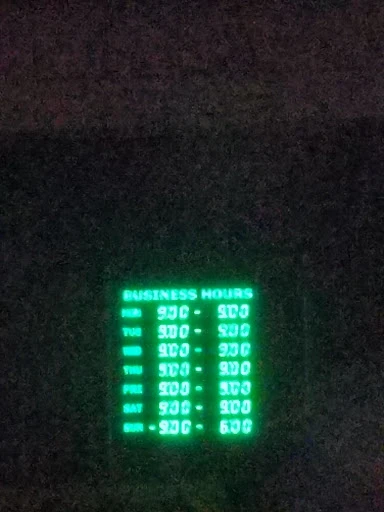 BUSINESS HOURS
MON 9:00 - 9:00
TUE 9:00 - 9:00
WED 9:00 - 9:00
THU 9:00 - 9:00
FRI 9:00 - 9:00
SAT 9:00 - 9:00
SUN - 9:00 - 6:00